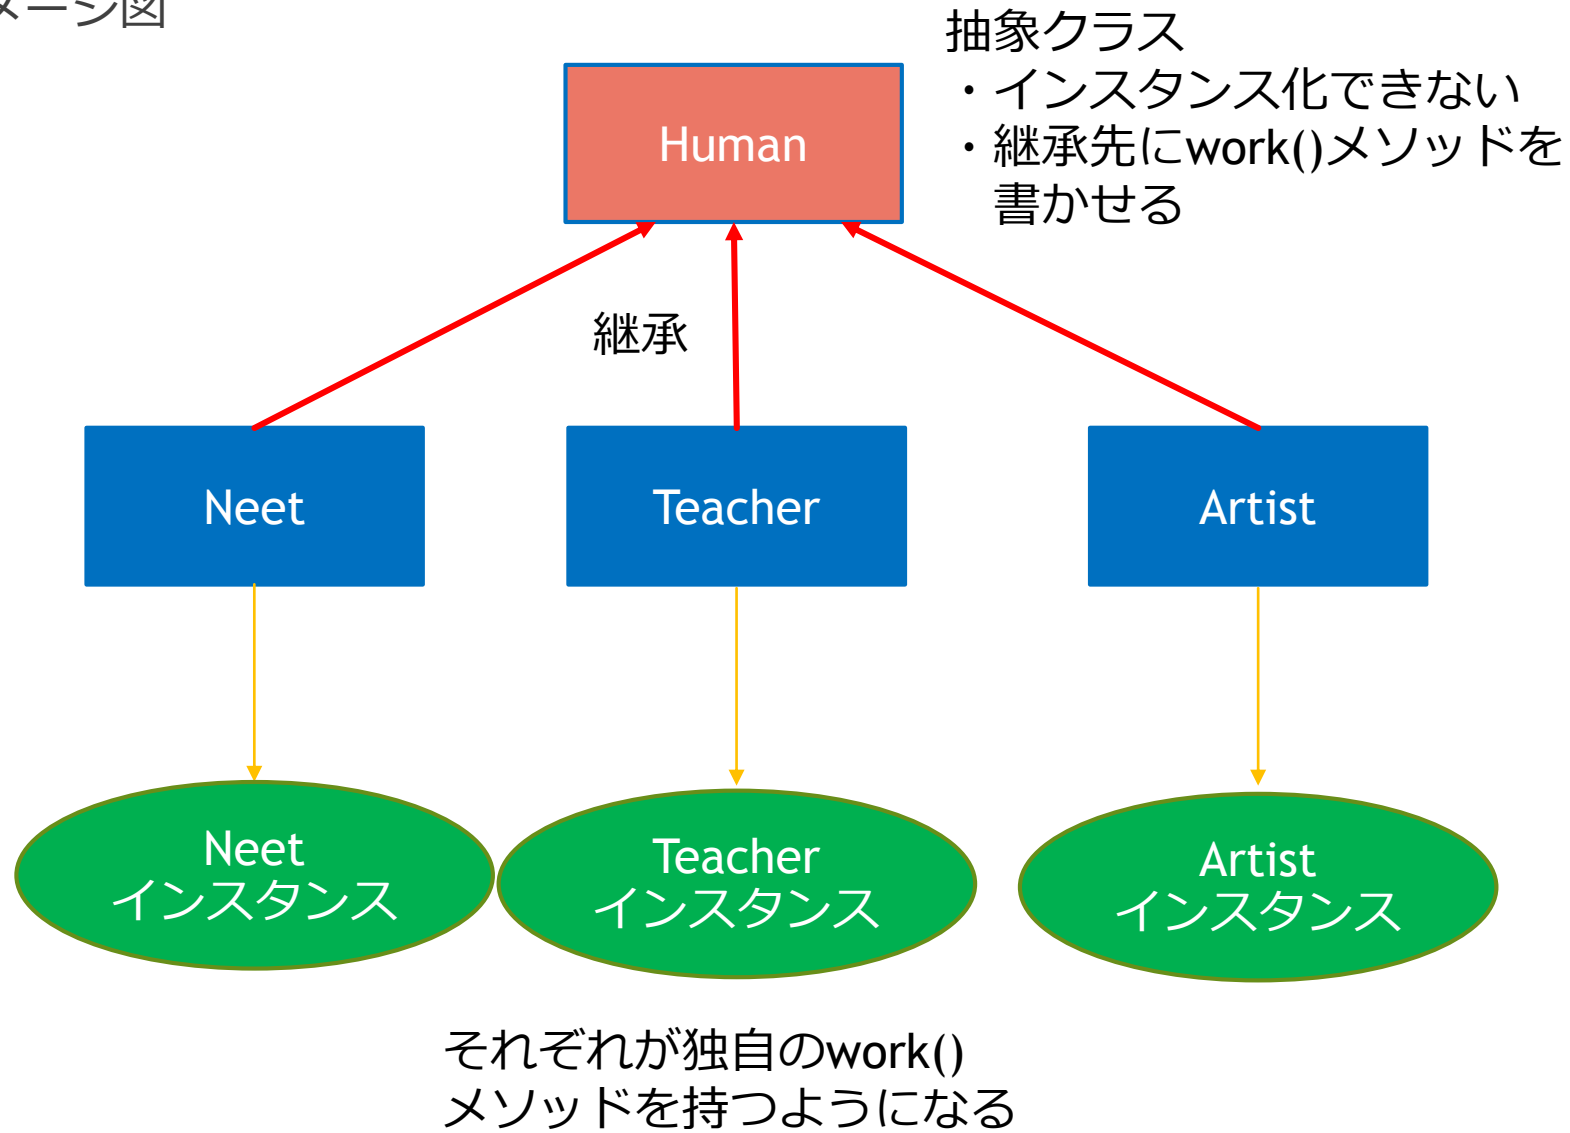 メージ図
抽象クラス
・インスタンス化できない
・継承先にwork()メソッドを
書かせる
Human
継承
Neet
Teacher
Artist
Neet
インスタンス
Teacher
インスタンス
Artist
インスタンス
それぞれが独自のwork()
メソッドを持つようになる